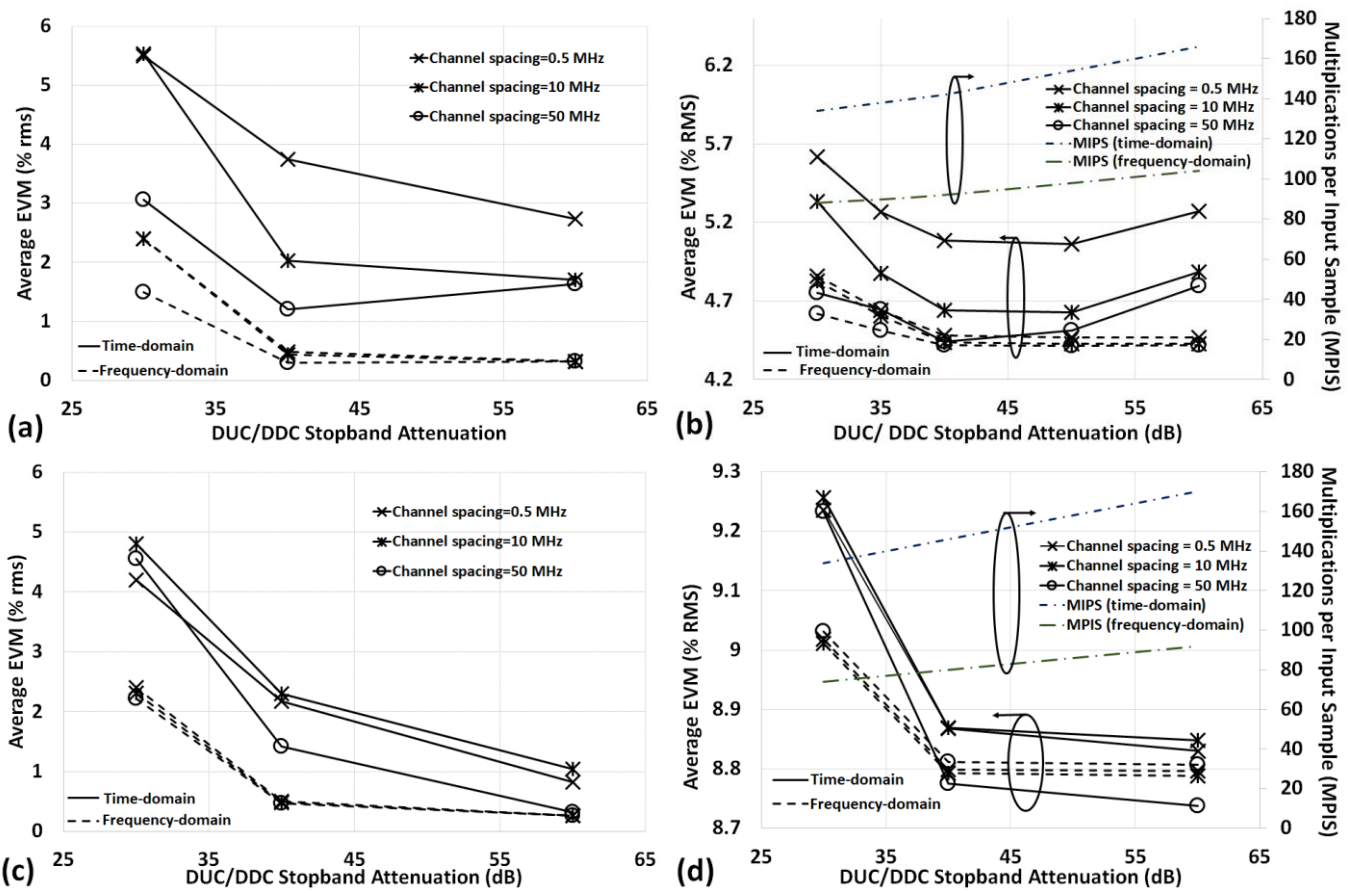 6
5
4
3
2
1
0
Average EVM (% rms)
Channel spacing=0.5 MHz
Channel spacing=10 MHz
Channel spacing=50 MHz
Time-domain
Frequency-domain
25
35
45
55
65
DUC/DDC Stopband Attenuation
(a)
6.2
5.7
5.2
4.7
4.2
Average EVM (% RMS)
180
160
140
120
100
80
60
40
20
0
Multiplications per Input Sample (MPIS)
Channel spacing = 0.5 MHz
Channel spacing = 10 MHz
Channel spacing = 50 MHz
MIPS (time-domain)
MIPS (frequency-domain)
Time-domain
Frequency-domain
25
35
45
55
65
DUC/ DDC Stopband Attenuation (dB)
(b)
6
5
4
3
2
1
0
Average EVM (% rms)
Channel spacing=0.5 MHz
Channel spacing=10 MHz
Channel spacing=50 MHz
Time-domain
Frequency-domain
25
35
45
55
65
DUC/DDC Stopband Attenuation (dB)
(c)
9.3
9.2
9.1
9
8.9
8.8
8.7
Average EVM (% RMS)
180
160
140
120
100
80
60
40
20
0
Multiplications per Input Sample (MPIS)
Channel spacing = 0.5 MHz
Channel spacing = 10 MHz
Channel spacing = 50 MHz
MIPS (time-domain)
MPIS (frequency-domain)
Time-domain
Frequency-domain
25
35
45
55
65
DUC/DDC Stopband Attenuation (dB)
(d)